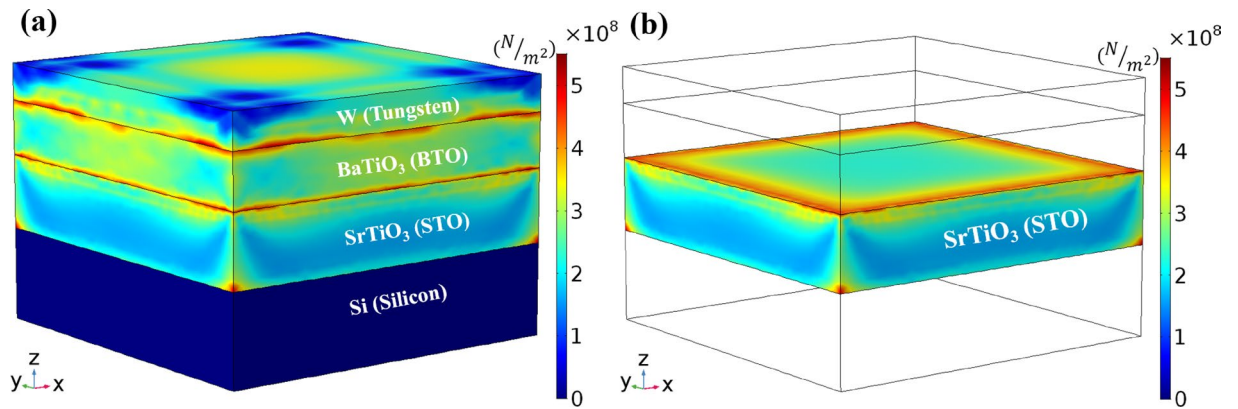 (a)
(N/m²)
×10⁸
5
4
3
2
1
0
W (Tungsten)
BaTiO₃ (BTO)
SrTiO₃ (STO)
Si (Silicon)
z
y x
(b)
(N/m²)
×10⁸
5
4
3
2
1
0
SrTiO₃ (STO)
z
y x